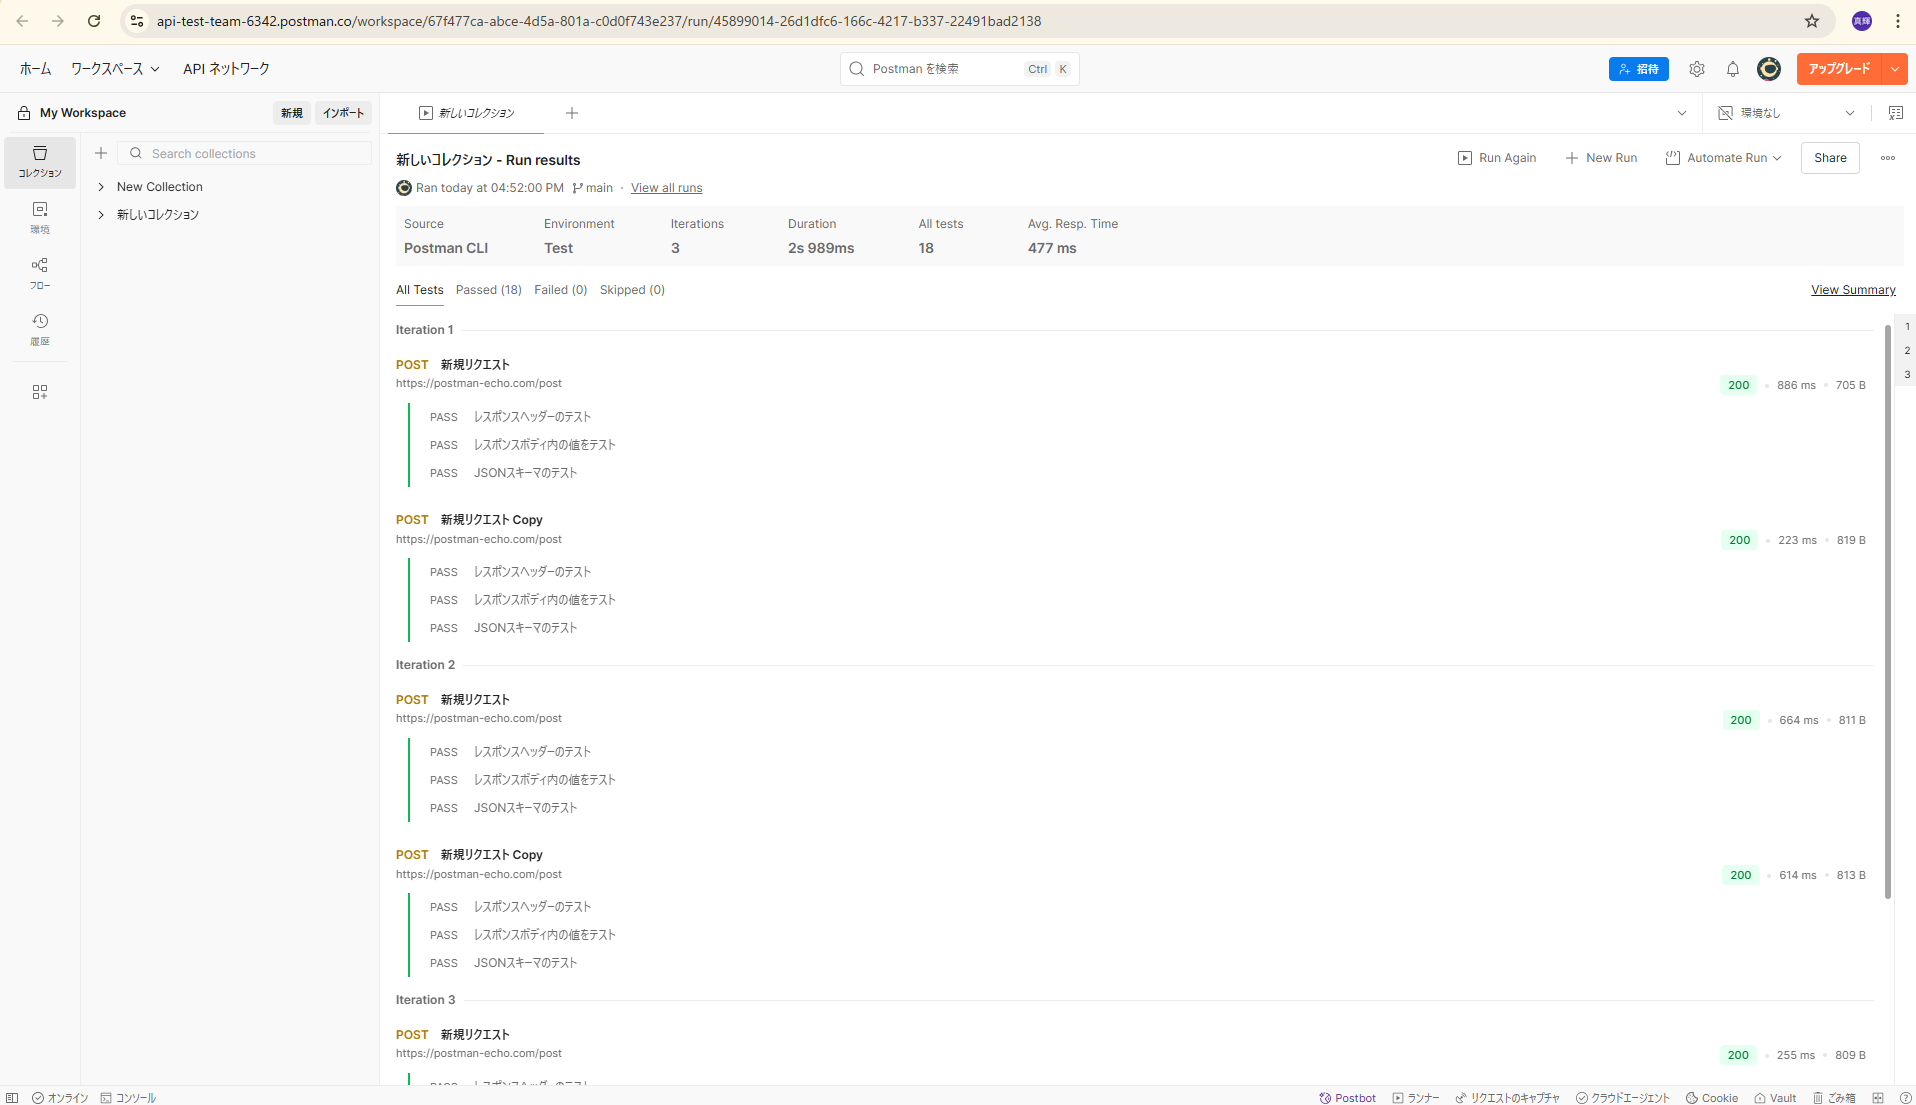 api-test-team-6342.postman.co/workspace/67f477ca-abce-4d5a-801a-c0d0f743e237/run/45899014-26d1dfc6-166c-4217-b337-22491bad2138
真輝
ホーム ワークスペース API ネットワーク
Postman を検索 Ctrl K
招待 アップグレード
My Workspace 新規 インポート
新しいコレクション
環境なし
コレクション
環境
フロー
履歴
Search collections
New Collection
新しいコレクション
新しいコレクション - Run results
Run Again New Run Automate Run Share
Ran today at 04:52:00 PM main · View all runs
Source Environment Iterations Duration All tests Avg. Resp. Time
Postman CLI Test 3 2s 989ms 18 477 ms
All Tests Passed (18) Failed (0) Skipped (0) View Summary
1
2
3
Iteration 1
POST 新規リクエスト
https://postman-echo.com/post
200 886 ms 705 B
PASS レスポンスヘッダーのテスト
PASS レスポンスボディ内の値をテスト
PASS JSONスキーマのテスト
POST 新規リクエスト Copy
https://postman-echo.com/post
200 223 ms 819 B
PASS レスポンスヘッダーのテスト
PASS レスポンスボディ内の値をテスト
PASS JSONスキーマのテスト
Iteration 2
POST 新規リクエスト
https://postman-echo.com/post
200 664 ms 811 B
PASS レスポンスヘッダーのテスト
PASS レスポンスボディ内の値をテスト
PASS JSONスキーマのテスト
POST 新規リクエスト Copy
https://postman-echo.com/post
200 614 ms 813 B
PASS レスポンスヘッダーのテスト
PASS レスポンスボディ内の値をテスト
PASS JSONスキーマのテスト
Iteration 3
POST 新規リクエスト
https://postman-echo.com/post
200 255 ms 809 B
PASS レスポンスヘッダーのテスト
オンライン コンソール Postbot ランナー リクエストのキャプチャ クラウドエージェント Cookie Vault ごみ箱